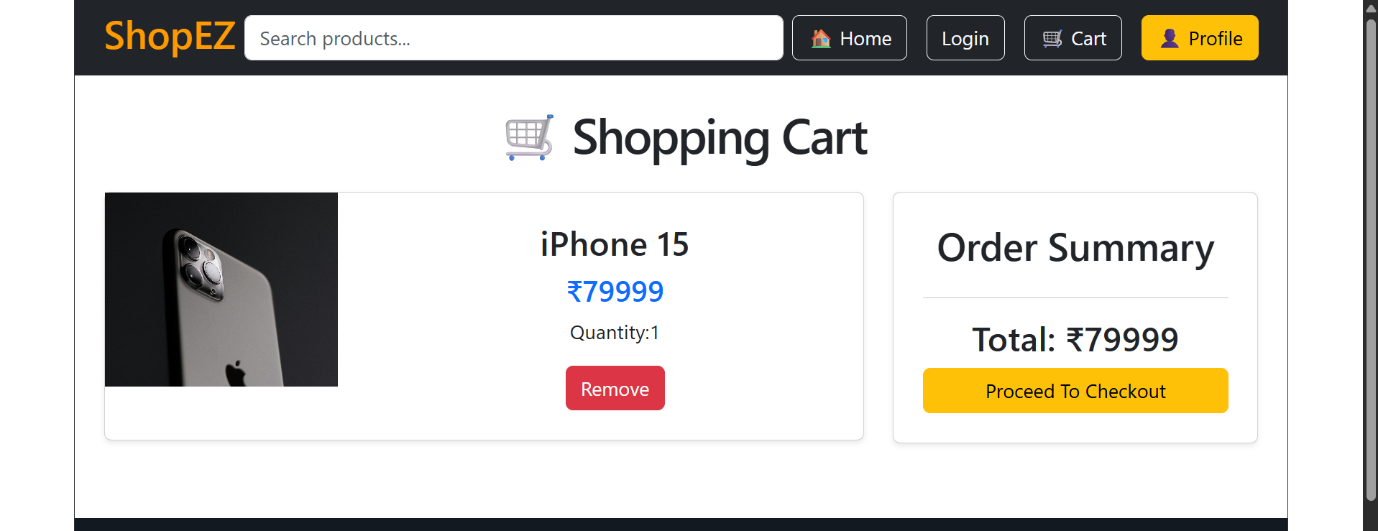 ShopEZ Search products... 🏠 Home Login 🛒 Cart 👤 Profile
🛒 Shopping Cart
iPhone 15
₹79999
Quantity:1
Remove
Order Summary
Total: ₹79999
Proceed To Checkout